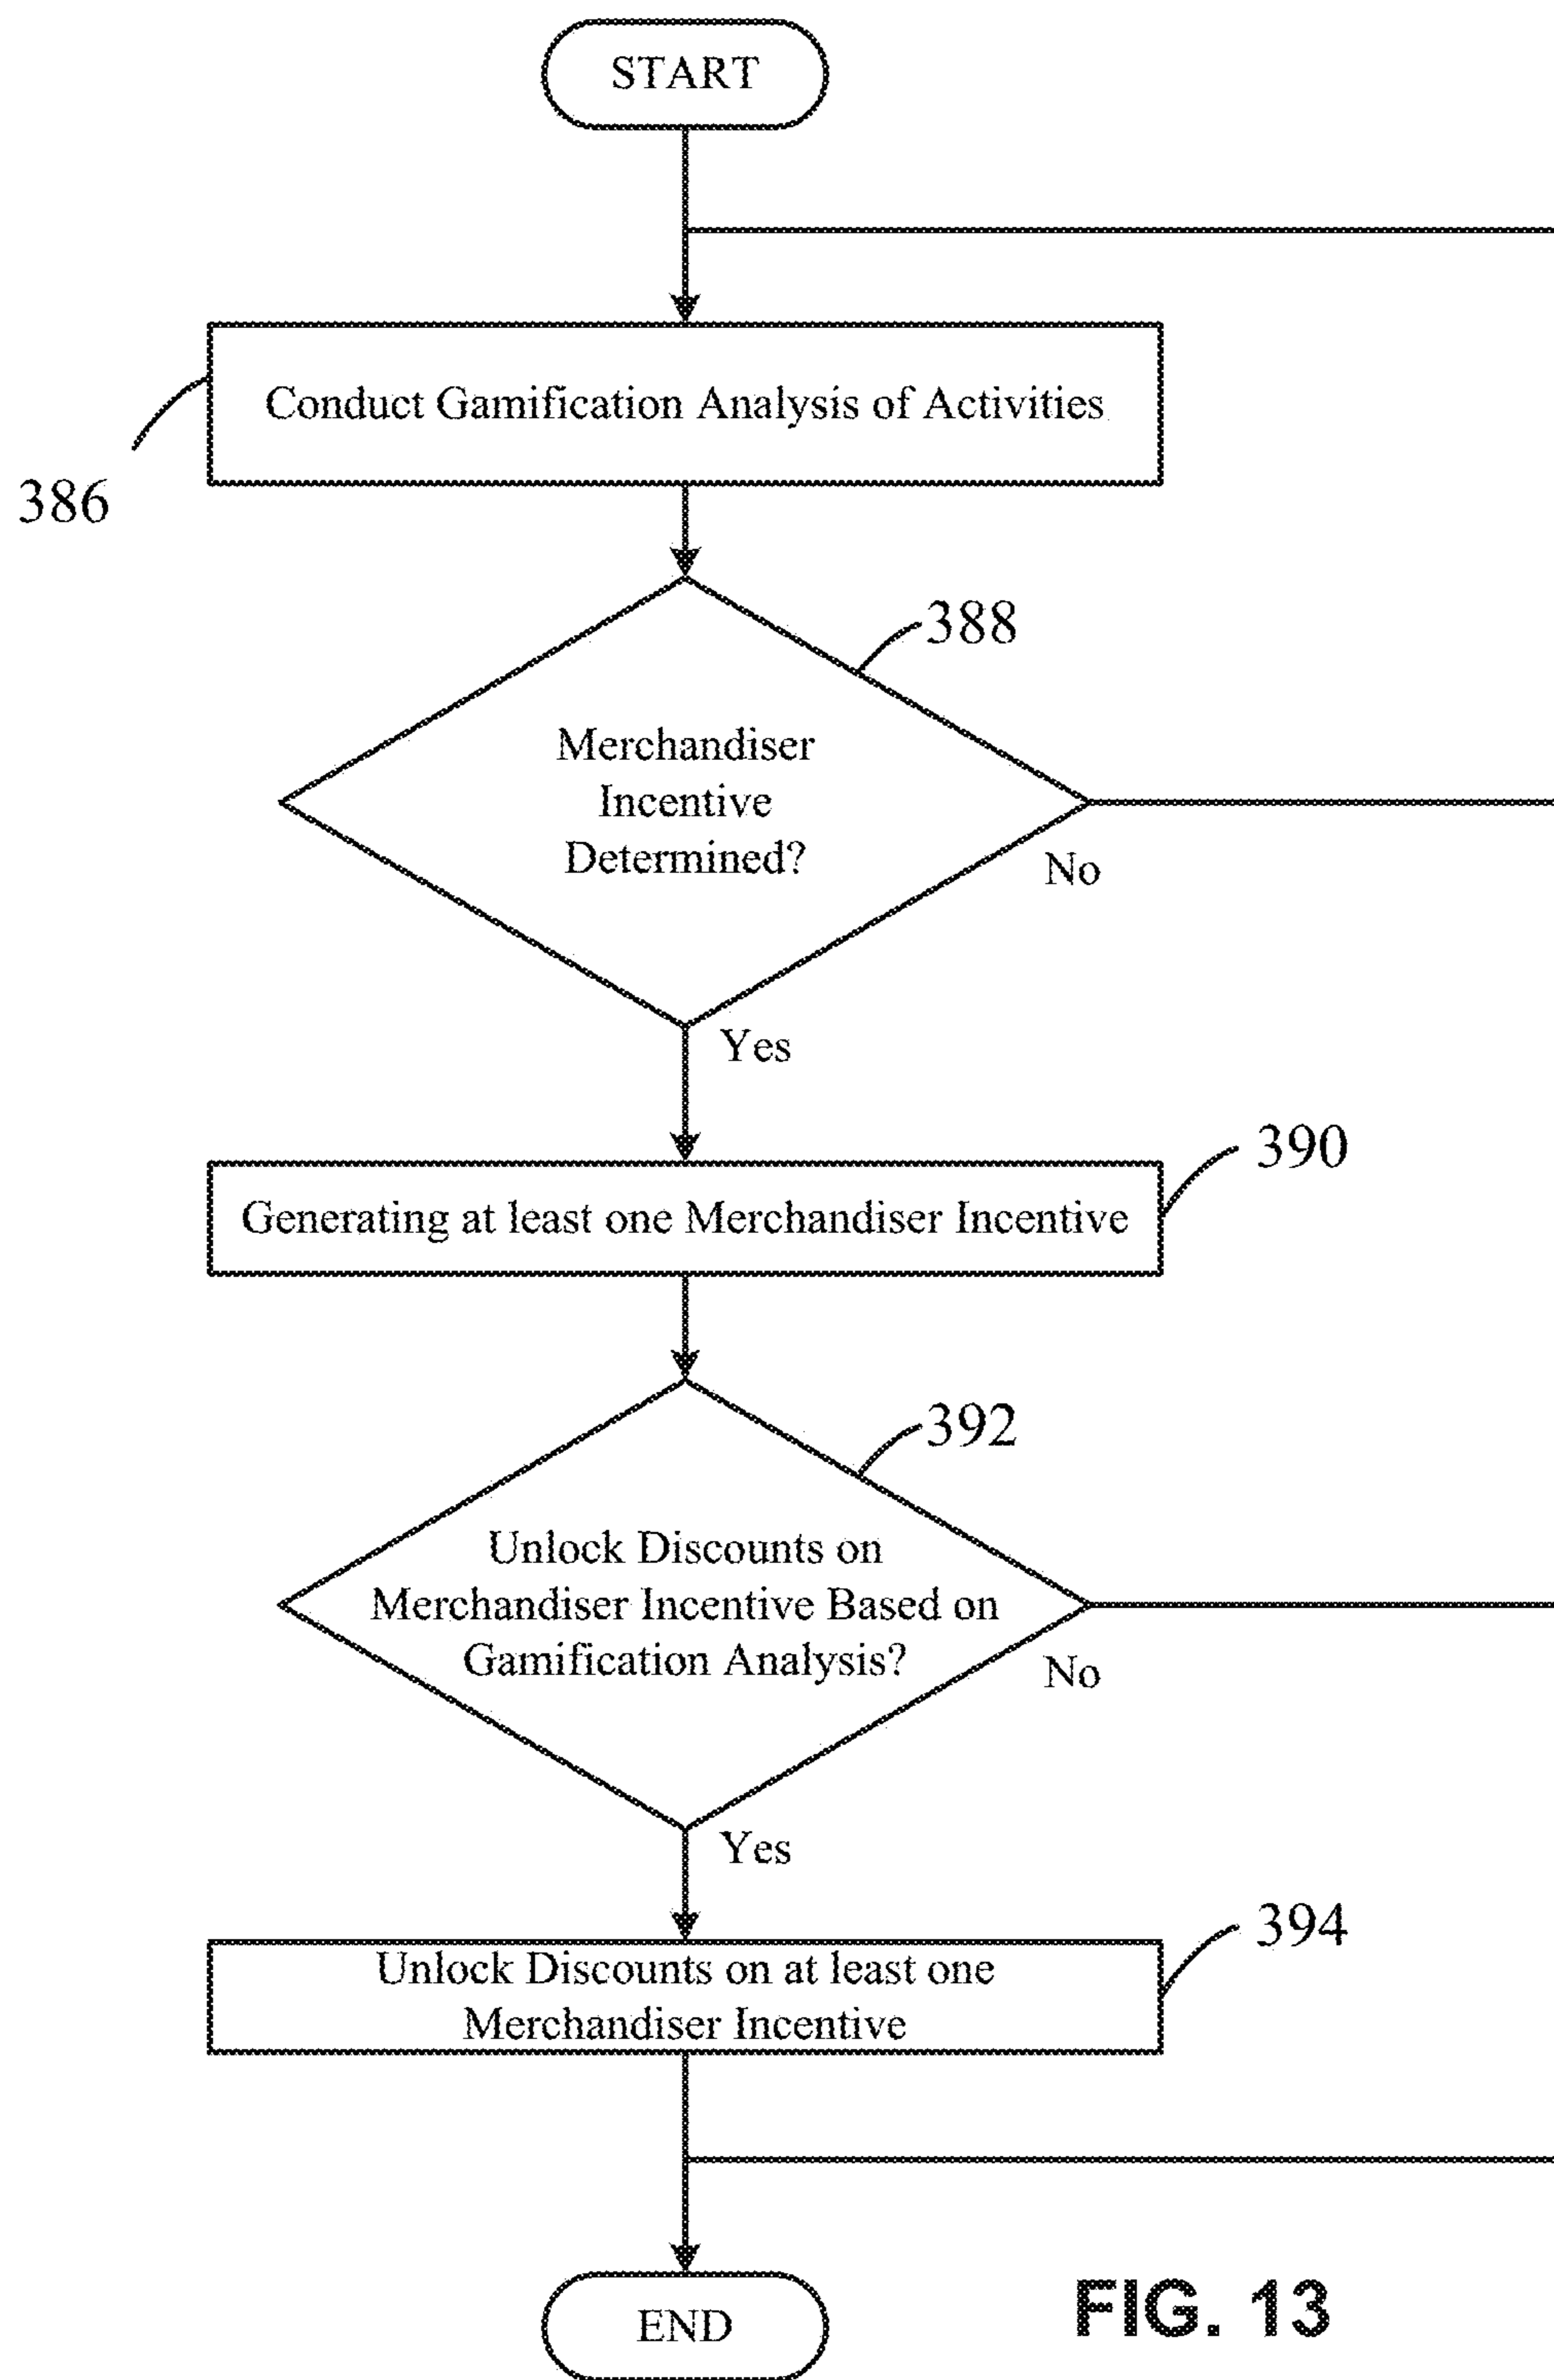 START
Conduct Gamification Analysis of Activities
386
388
Merchandiser
Incentive
Determined?
No
Yes
390
Generating at least one Merchandiser Incentive
392
Unlock Discounts on
Merchandiser Incentive Based on
Gamification Analysis?
No
Yes
394
Unlock Discounts on at least one
Merchandiser Incentive
FIG. 13
END